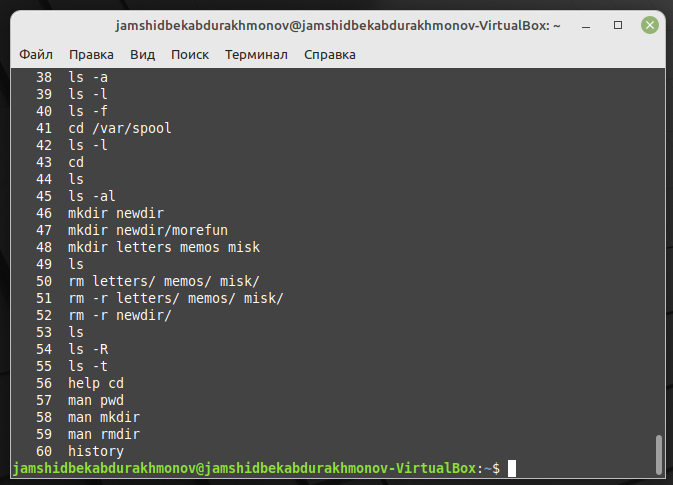 jamshidbekabdurakhmonov@jamshidbekabdurakhmonov-VirtualBox: ~
Файл Правка Вид Поиск Терминал Справка
38 ls -a
39 ls -l
40 ls -f
41 cd /var/spool
42 ls -l
43 cd
44 ls
45 ls -al
46 mkdir newdir
47 mkdir newdir/morefun
48 mkdir letters memos misk
49 ls
50 rm letters/ memos/ misk/
51 rm -r letters/ memos/ misk/
52 rm -r newdir/
53 ls
54 ls -R
55 ls -t
56 help cd
57 man pwd
58 man mkdir
59 man rmdir
60 history
jamshidbekabdurakhmonov@jamshidbekabdurakhmonov-VirtualBox:~$